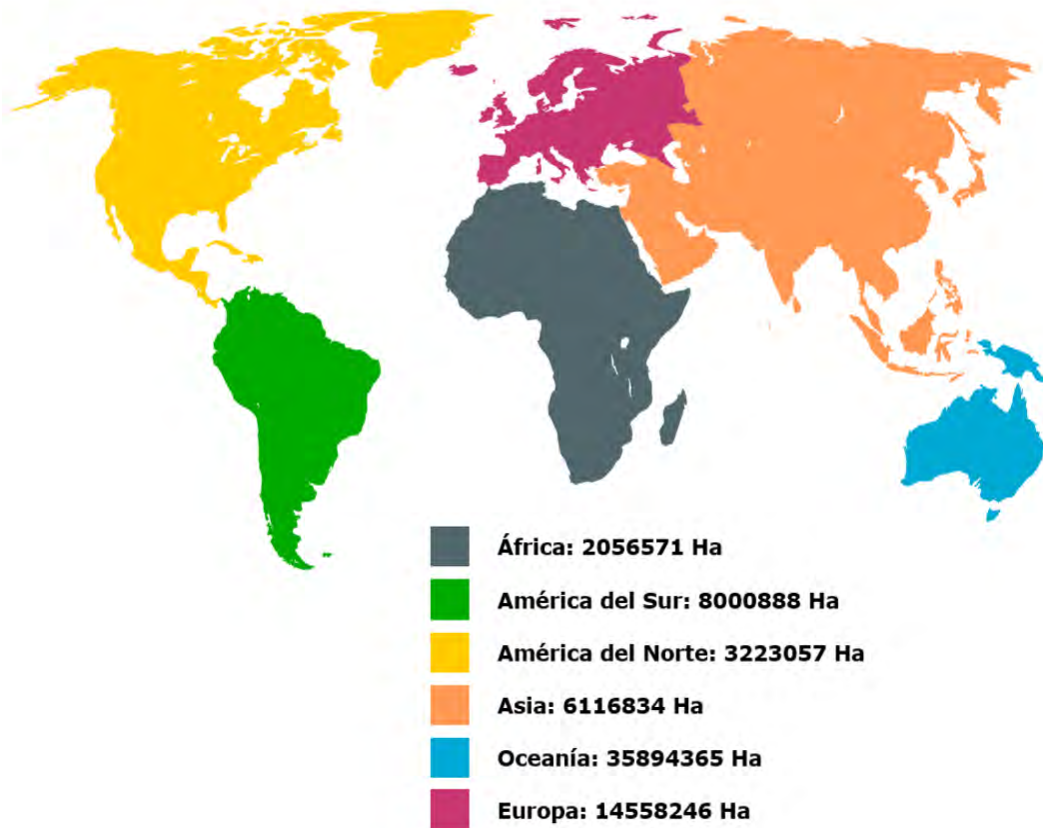 África: 2056571 Ha
América del Sur: 8000888 Ha
América del Norte: 3223057 Ha
Asia: 6116834 Ha
Oceanía: 35894365 Ha
Europa: 14558246 Ha